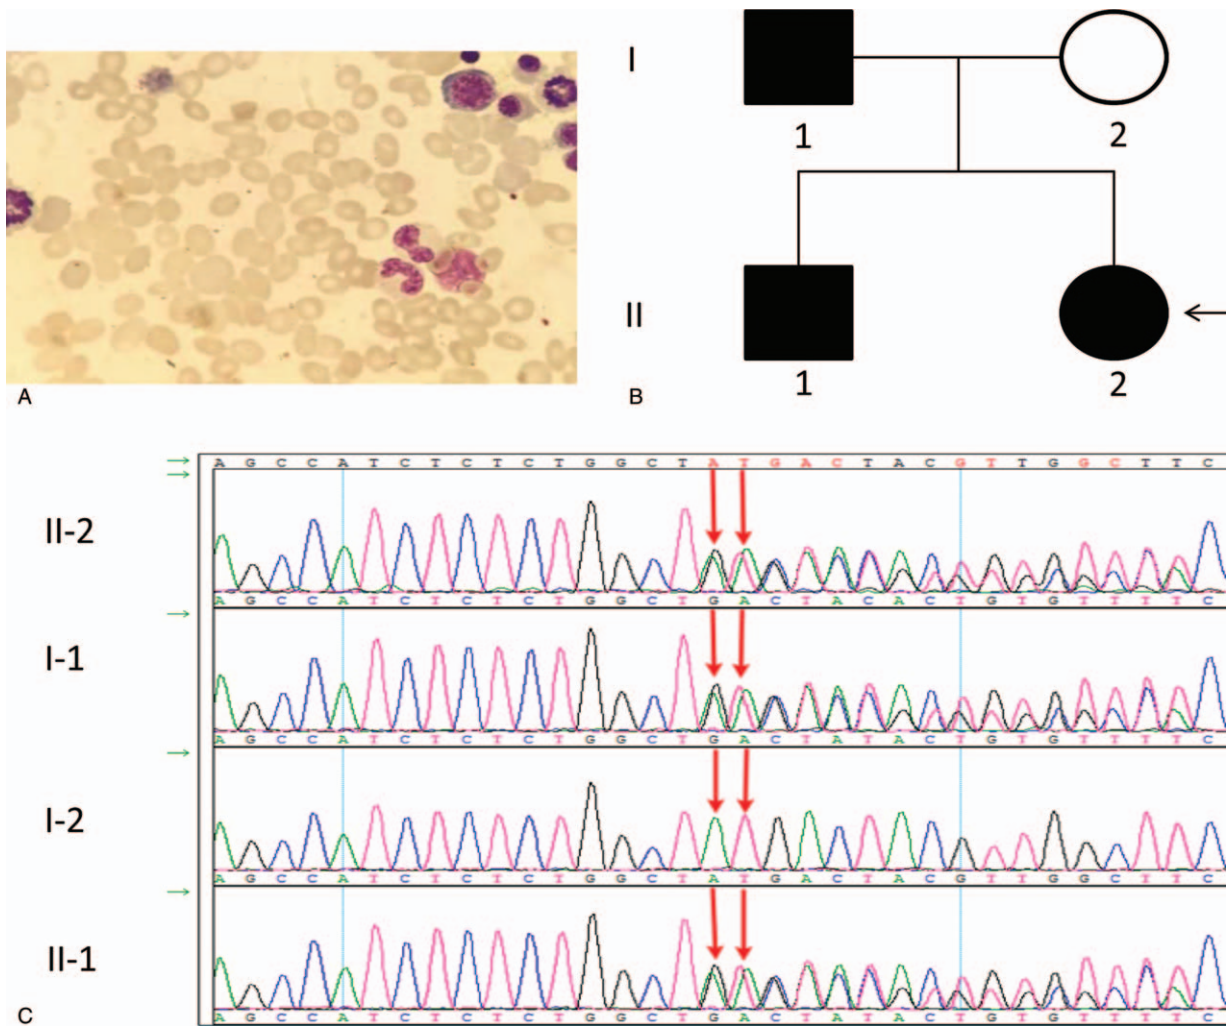 A
I
1
2
II
1
2
B
A G C C A T C T C T C T G G C T A T G A C T A C G T T G G C T T C
II-2
A G C C A T C T C T C T G G C T G A C T A C A C T G T G T T T T C
I-1
A G C C A T C T C T C T G G C T G A C T A T A C T G T G T T T T C
I-2
A G C C A T C T C T C T G G C T A T G A C T A C G T T G G C T T C
II-1
A G C C A T C T C T C T G G C T G A C T A T A C T G T G T T T T C
C